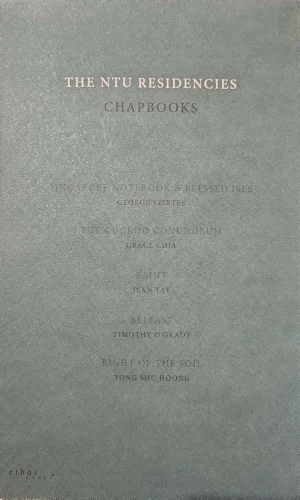 THE NTU RESIDENCIES
CHAPBOOKS
SINGAPORE NOTEBOOK & BLESSED ISLE
GEORGE SZIRTES
THE CUCKOO CONUNDRUM
GRACE CHIA
SAINT
JEAN TAY
BELFAST
TIMOTHY O'GRADY
RIGHT OF THE SOIL
YONG SHU HOONG
ethos
books